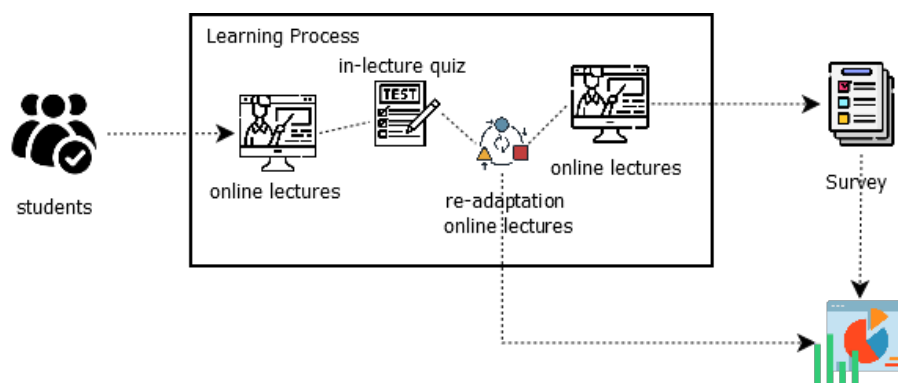 Learning Process
in-lecture quiz
TEST
online lectures
online lectures
students
re-adaptation
online lectures
Survey